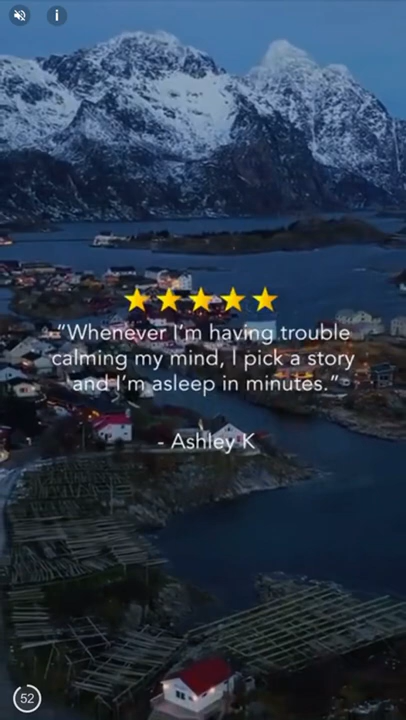 “Whenever I’m having trouble
calming my mind, I pick a story
and I’m asleep in minutes.”
- Ashley K
52